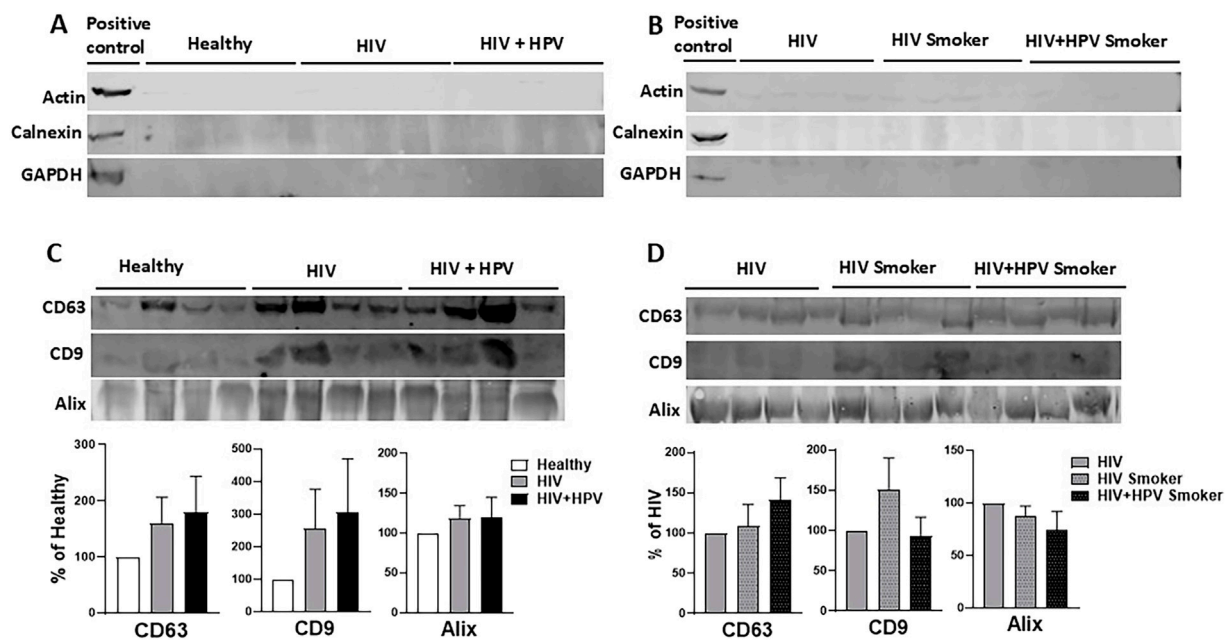 A
Positive
control
Healthy
HIV
HIV + HPV
Actin
Calnexin
GAPDH
B
Positive
control
HIV
HIV Smoker
HIV+HPV Smoker
Actin
Calnexin
GAPDH
C
Healthy
HIV
HIV + HPV
CD63
CD9
Alix
% of Healthy
300
200
100
0
CD63
500
400
300
200
100
0
CD9
200
150
100
50
0
Alix
Healthy
HIV
HIV+HPV
D
HIV
HIV Smoker
HIV+HPV Smoker
CD63
CD9
Alix
% of HIV
200
150
100
50
0
CD63
200
150
100
50
0
CD9
150
100
50
0
Alix
HIV
HIV Smoker
HIV+HPV Smoker